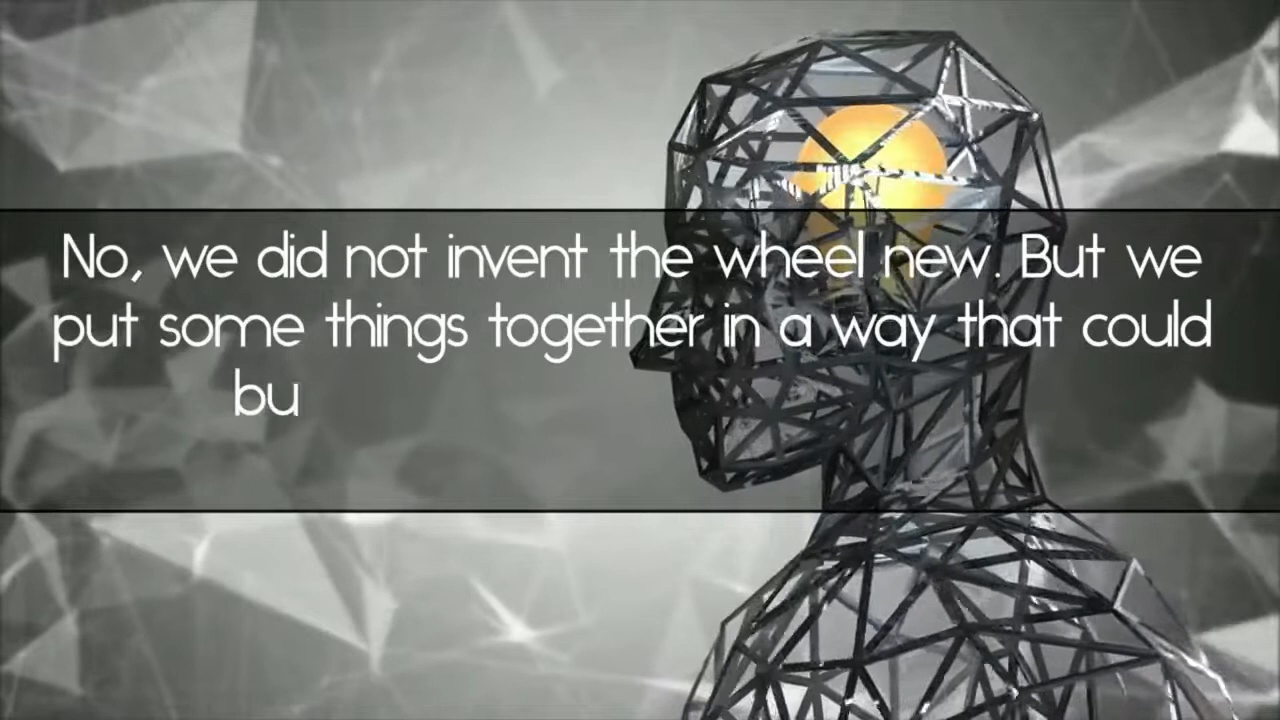 No, we did not invent the wheel new. But we
put some things together in a way that could
bu